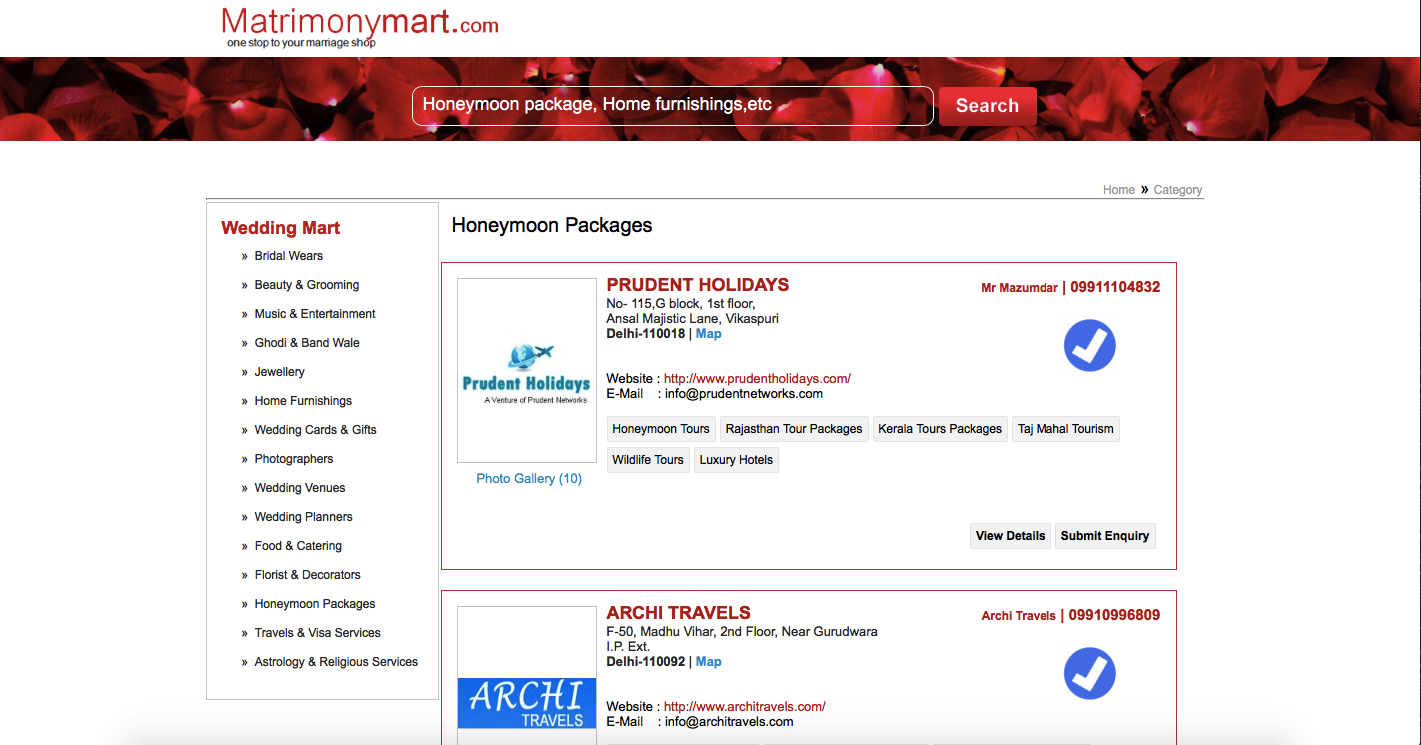 Matrimonymart.com
one stop to your marriage shop
Honeymoon package, Home furnishings,etc
Search
Home » Category
Wedding Mart
» Bridal Wears
» Beauty & Grooming
» Music & Entertainment
» Ghodi & Band Wale
» Jewellery
» Home Furnishings
» Wedding Cards & Gifts
» Photographers
» Wedding Venues
» Wedding Planners
» Food & Catering
» Florist & Decorators
» Honeymoon Packages
» Travels & Visa Services
» Astrology & Religious Services
Honeymoon Packages
Prudent Holidays
A Venture of Prudent Networks
Photo Gallery (10)
PRUDENT HOLIDAYS
No- 115,G block, 1st floor,
Ansal Majistic Lane, Vikaspuri
Delhi-110018 | Map
Mr Mazumdar | 09911104832
Website : http://www.prudentholidays.com/
E-Mail : info@prudentnetworks.com
Honeymoon Tours Rajasthan Tour Packages Kerala Tours Packages Taj Mahal Tourism
Wildlife Tours Luxury Hotels
View Details Submit Enquiry
ARCHI
TRAVELS
ARCHI TRAVELS
F-50, Madhu Vihar, 2nd Floor, Near Gurudwara
I.P. Ext.
Delhi-110092 | Map
Archi Travels | 09910996809
Website : http://www.architravels.com/
E-Mail : info@architravels.com